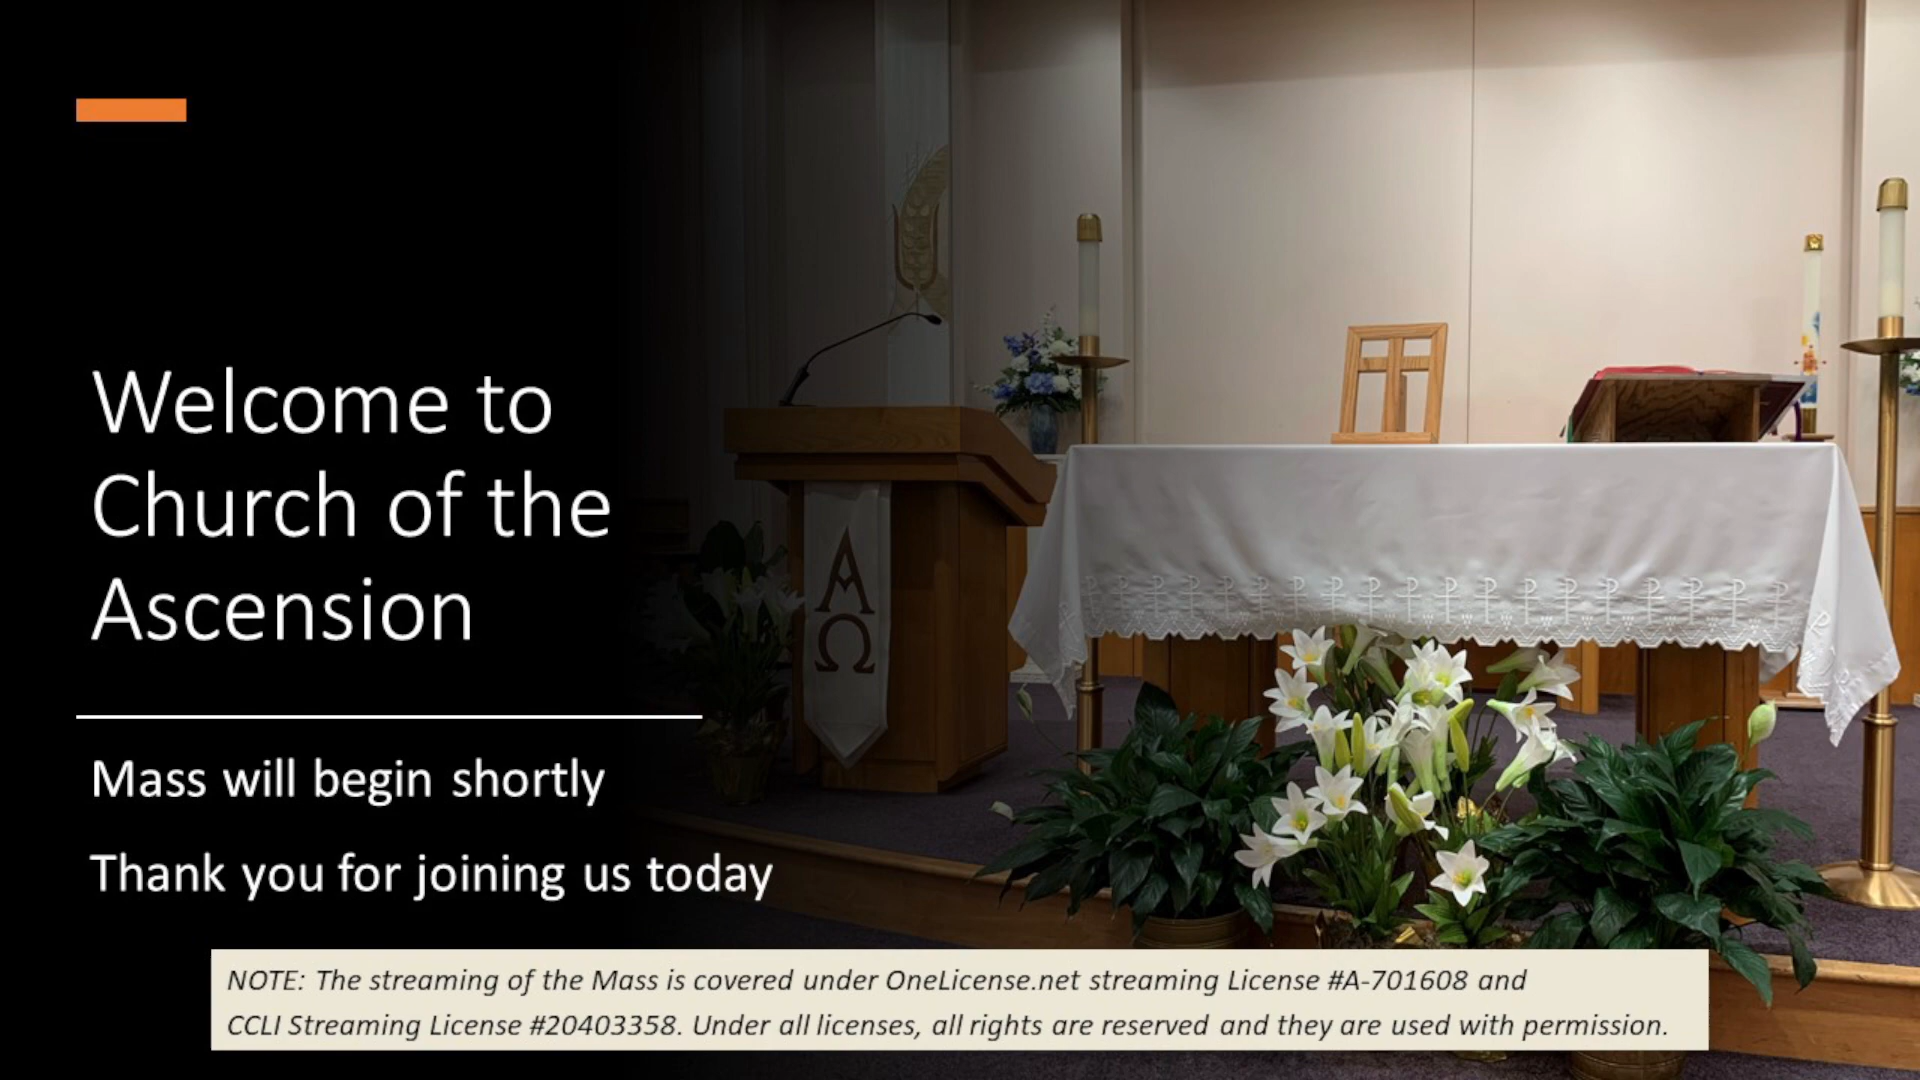 Welcome to
Church of the
Ascension
Mass will begin shortly
Thank you for joining us today
Α
Ω
NOTE: The streaming of the Mass is covered under OneLicense.net streaming License #A-701608 and
CCLI Streaming License #20403358. Under all licenses, all rights are reserved and they are used with permission.